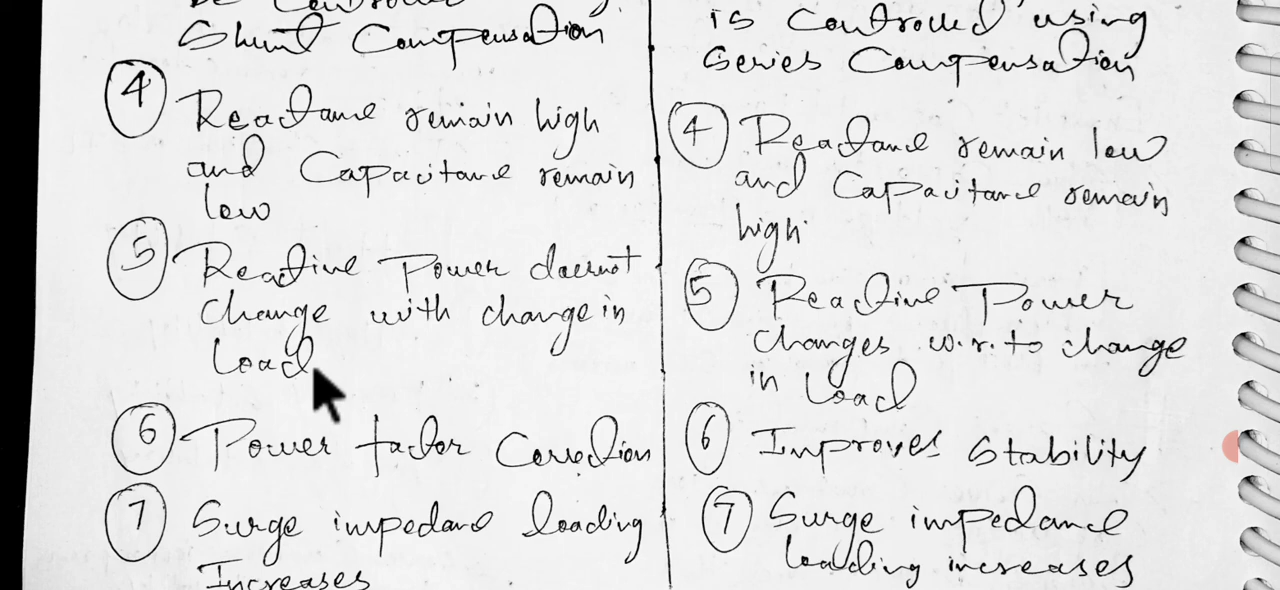 Shunt Compensation
4 Reactance remain high
and Capacitance remain
low
5 Reactive Power doesnot
change with change in
Load
6 Power factor Correction
7 Surge impedance loading
Increases
is Controlled using
Series Compensation
4 Reactance remain low
and Capacitance remain
high.
5 Reactive Power
changes w.r.to change
in Load
6 Improves Stability
7 Surge impedance
loading increases